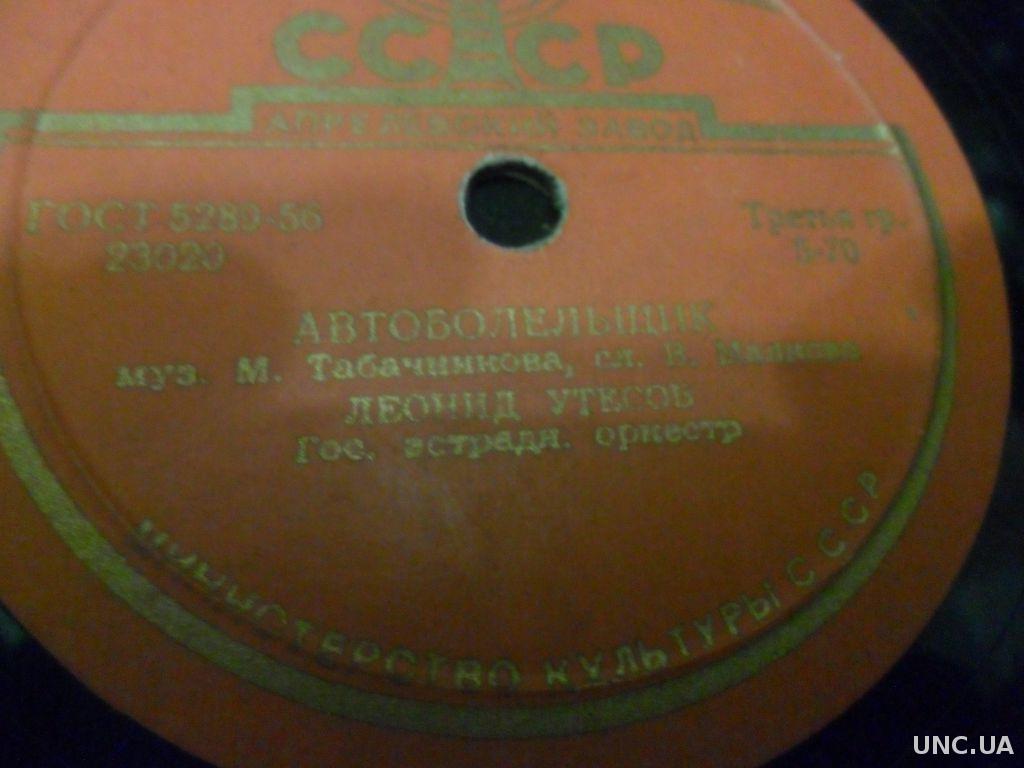 СССР
АПРЕЛЕВСКИЙ ЗАВОД
ГОСТ 5289-56
23020
Третья гр.
5-70
АВТОБОЛЕЛЬЩИК
муз. М. Табачникова, сл. В.
ЛЕОНИД УТЕСОВ
Гос. эстрадн. оркестр
МИНИСТЕРСТВО КУЛЬТУРЫ СССР
UNC.UA